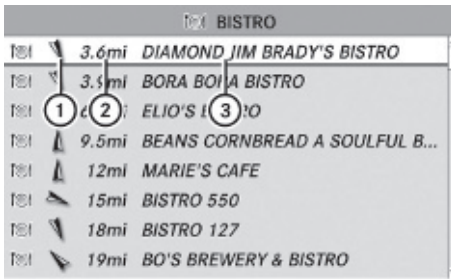 BISTRO
3.6mi DIAMOND JIM BRADY'S BISTRO
mi BORA BISTRO
1 2 ELIO'S 3
9.5mi BEANS CORNBREAD A SOULFUL B...
12mi MARIE'S CAFE
15mi BISTRO 550
18mi BISTRO 127
19mi BO'S BREWERY & BISTRO